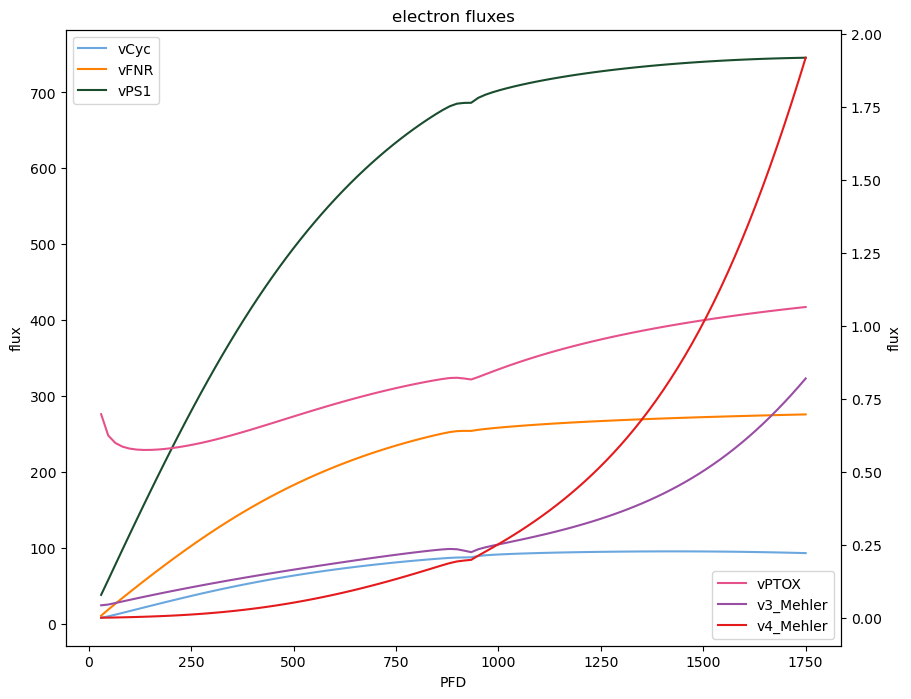 electron fluxes
vCyc
vFNR
vPS1
700
600
500
400
300
200
100
0
flux
2.00
1.75
1.50
1.25
1.00
0.75
0.50
0.25
0.00
flux
vPTOX
v3_Mehler
v4_Mehler
0 250 500 750 1000 1250 1500 1750
PFD